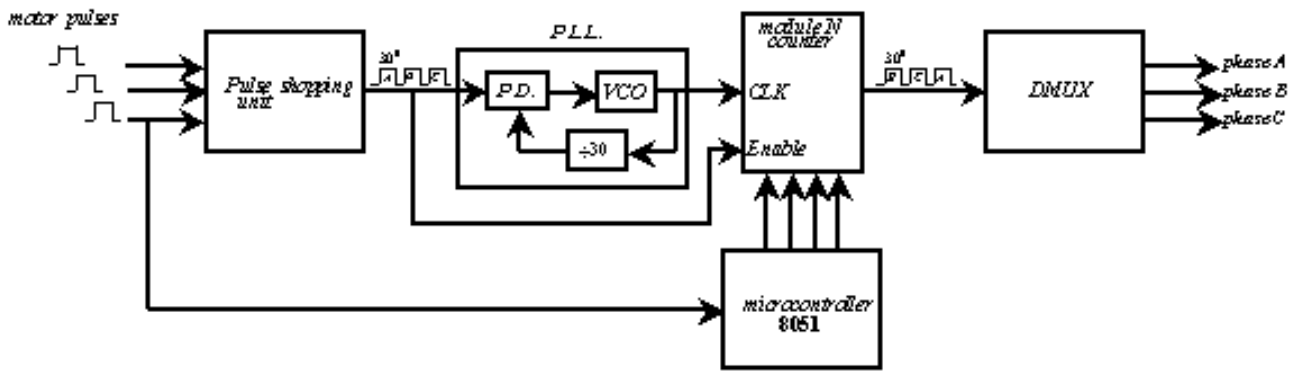 motor pulses
Pulse shopping
unit
30°
A B C
P.L.L.
P.D.
VCO
÷30
module N
counter
CLK
Enable
30°
B C A
DMUX
phase A
phase B
phase C
microcontroller
8051